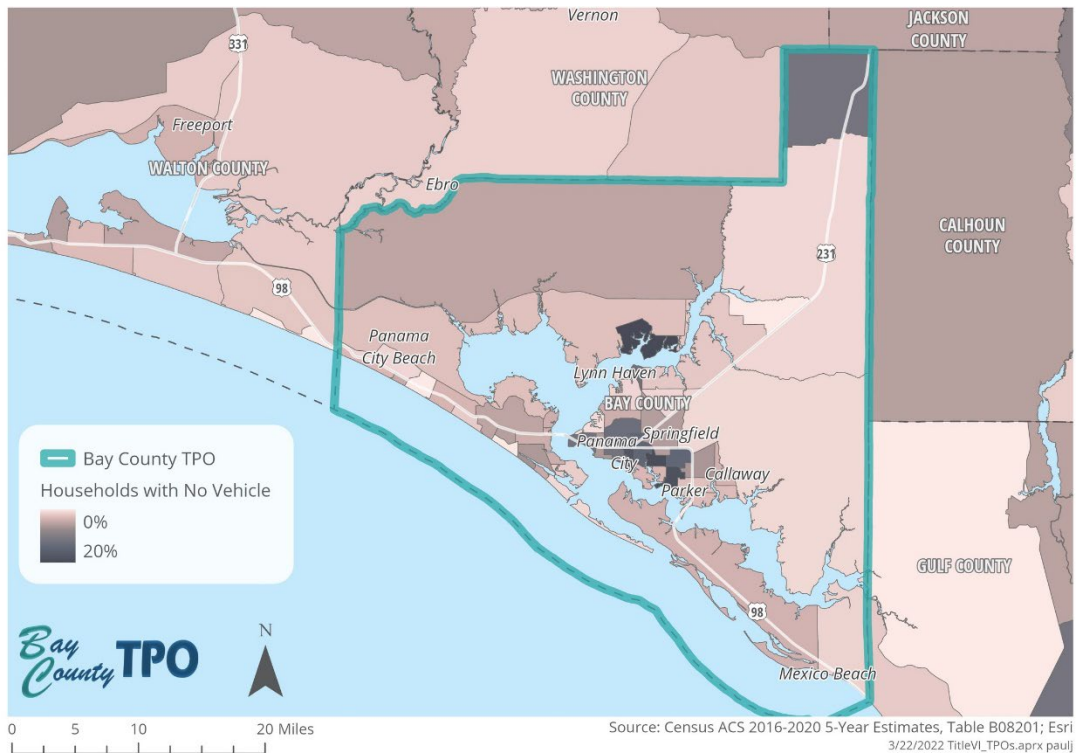 Vernon
JACKSON
COUNTY
331
WASHINGTON
COUNTY
Freeport
WALTON COUNTY
Ebro
CALHOUN
COUNTY
231
98
Panama
City Beach
Lynn Haven
BAY COUNTY
Springfield
Panama
City
Callaway
Parker
GULF COUNTY
98
Mexico Beach
Bay County TPO
Households with No Vehicle
0%
20%
Bay
County TPO
N
0 5 10 20 Miles
Source: Census ACS 2016-2020 5-Year Estimates, Table B08201; Esri
3/22/2022 TitleVI_TPOs.aprx paulj